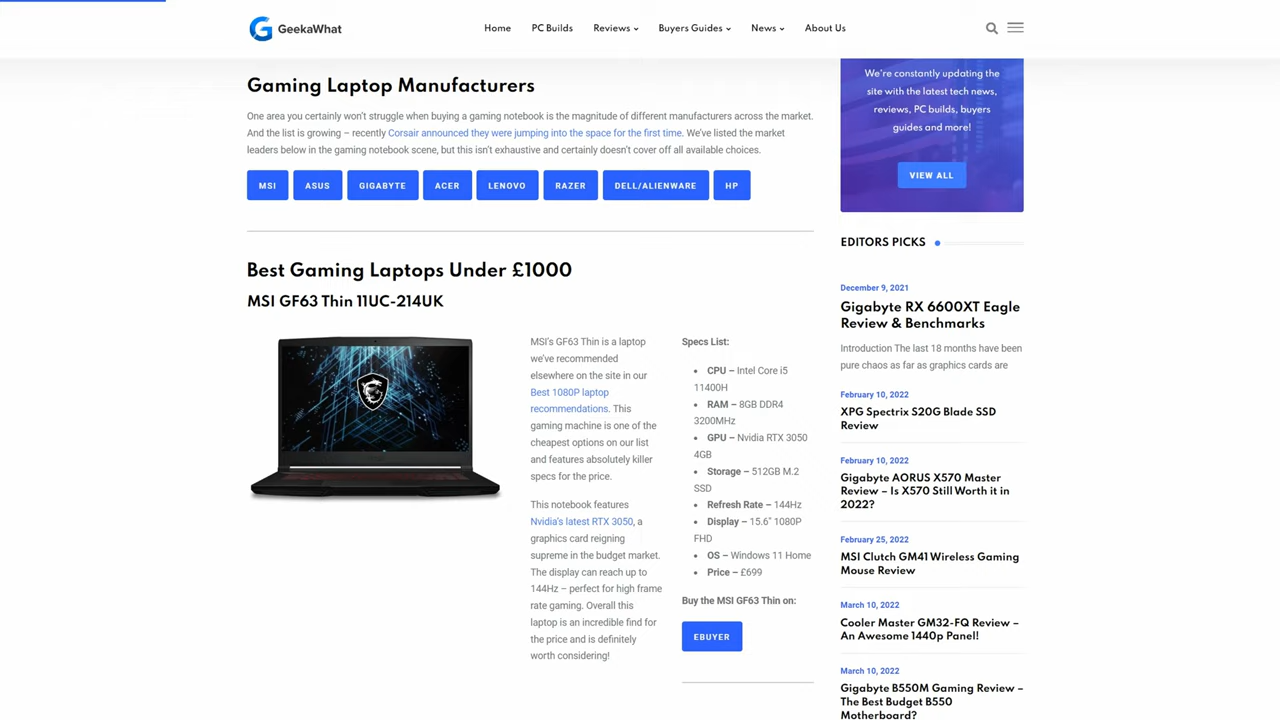 GeekaWhat
Home
PC Builds
Reviews
Buyers Guides
News
About Us
Gaming Laptop Manufacturers
One area you certainly won't struggle when buying a gaming notebook is the magnitude of different manufacturers across the market.
And the list is growing – recently Corsair announced they were jumping into the space for the first time. We've listed the market
leaders below in the gaming notebook scene, but this isn't exhaustive and certainly doesn't cover off all available choices.
MSI
ASUS
GIGABYTE
ACER
LENOVO
RAZER
DELL/ALIENWARE
HP
Best Gaming Laptops Under £1000
MSI GF63 Thin 11UC-214UK
MSI's GF63 Thin is a laptop
we've recommended
elsewhere on the site in our
Best 1080P laptop
recommendations. This
gaming machine is one of the
cheapest options on our list
and features absolutely killer
specs for the price.
This notebook features
Nvidia's latest RTX 3050, a
graphics card reigning
supreme in the budget market.
The display can reach up to
144Hz – perfect for high frame
rate gaming. Overall this
laptop is an incredible find for
the price and is definitely
worth considering!
Specs List:
CPU – Intel Core i5
11400H
RAM – 8GB DDR4
3200MHz
GPU – Nvidia RTX 3050
4GB
Storage – 512GB M.2
SSD
Refresh Rate – 144Hz
Display – 15.6" 1080P
FHD
OS – Windows 11 Home
Price – £699
Buy the MSI GF63 Thin on:
EBUYER
We're constantly updating the
site with the latest tech news,
reviews, PC builds, buyers
guides and more!
VIEW ALL
EDITORS PICKS
December 9, 2021
Gigabyte RX 6600XT Eagle
Review & Benchmarks
Introduction The last 18 months have been
pure chaos as far as graphics cards are
February 10, 2022
XPG Spectrix S20G Blade SSD
Review
February 10, 2022
Gigabyte AORUS X570 Master
Review – Is X570 Still Worth it in
2022?
February 25, 2022
MSI Clutch GM41 Wireless Gaming
Mouse Review
March 10, 2022
Cooler Master GM32-FQ Review –
An Awesome 1440p Panel!
March 10, 2022
Gigabyte B550M Gaming Review –
The Best Budget B550
Motherboard?